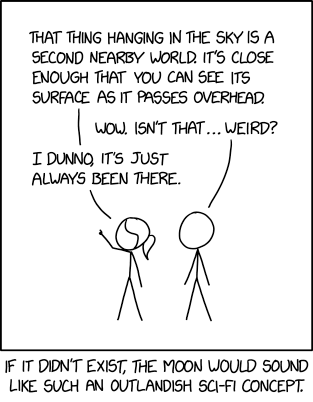 THAT THING HANGING IN THE SKY IS A
SECOND NEARBY WORLD. IT'S CLOSE
ENOUGH THAT YOU CAN SEE ITS
SURFACE AS IT PASSES OVERHEAD.
WOW. ISN'T THAT... WEIRD?
I DUNNO, IT'S JUST
ALWAYS BEEN THERE.
IF IT DIDN'T EXIST, THE MOON WOULD SOUND
LIKE SUCH AN OUTLANDISH SCI-FI CONCEPT.